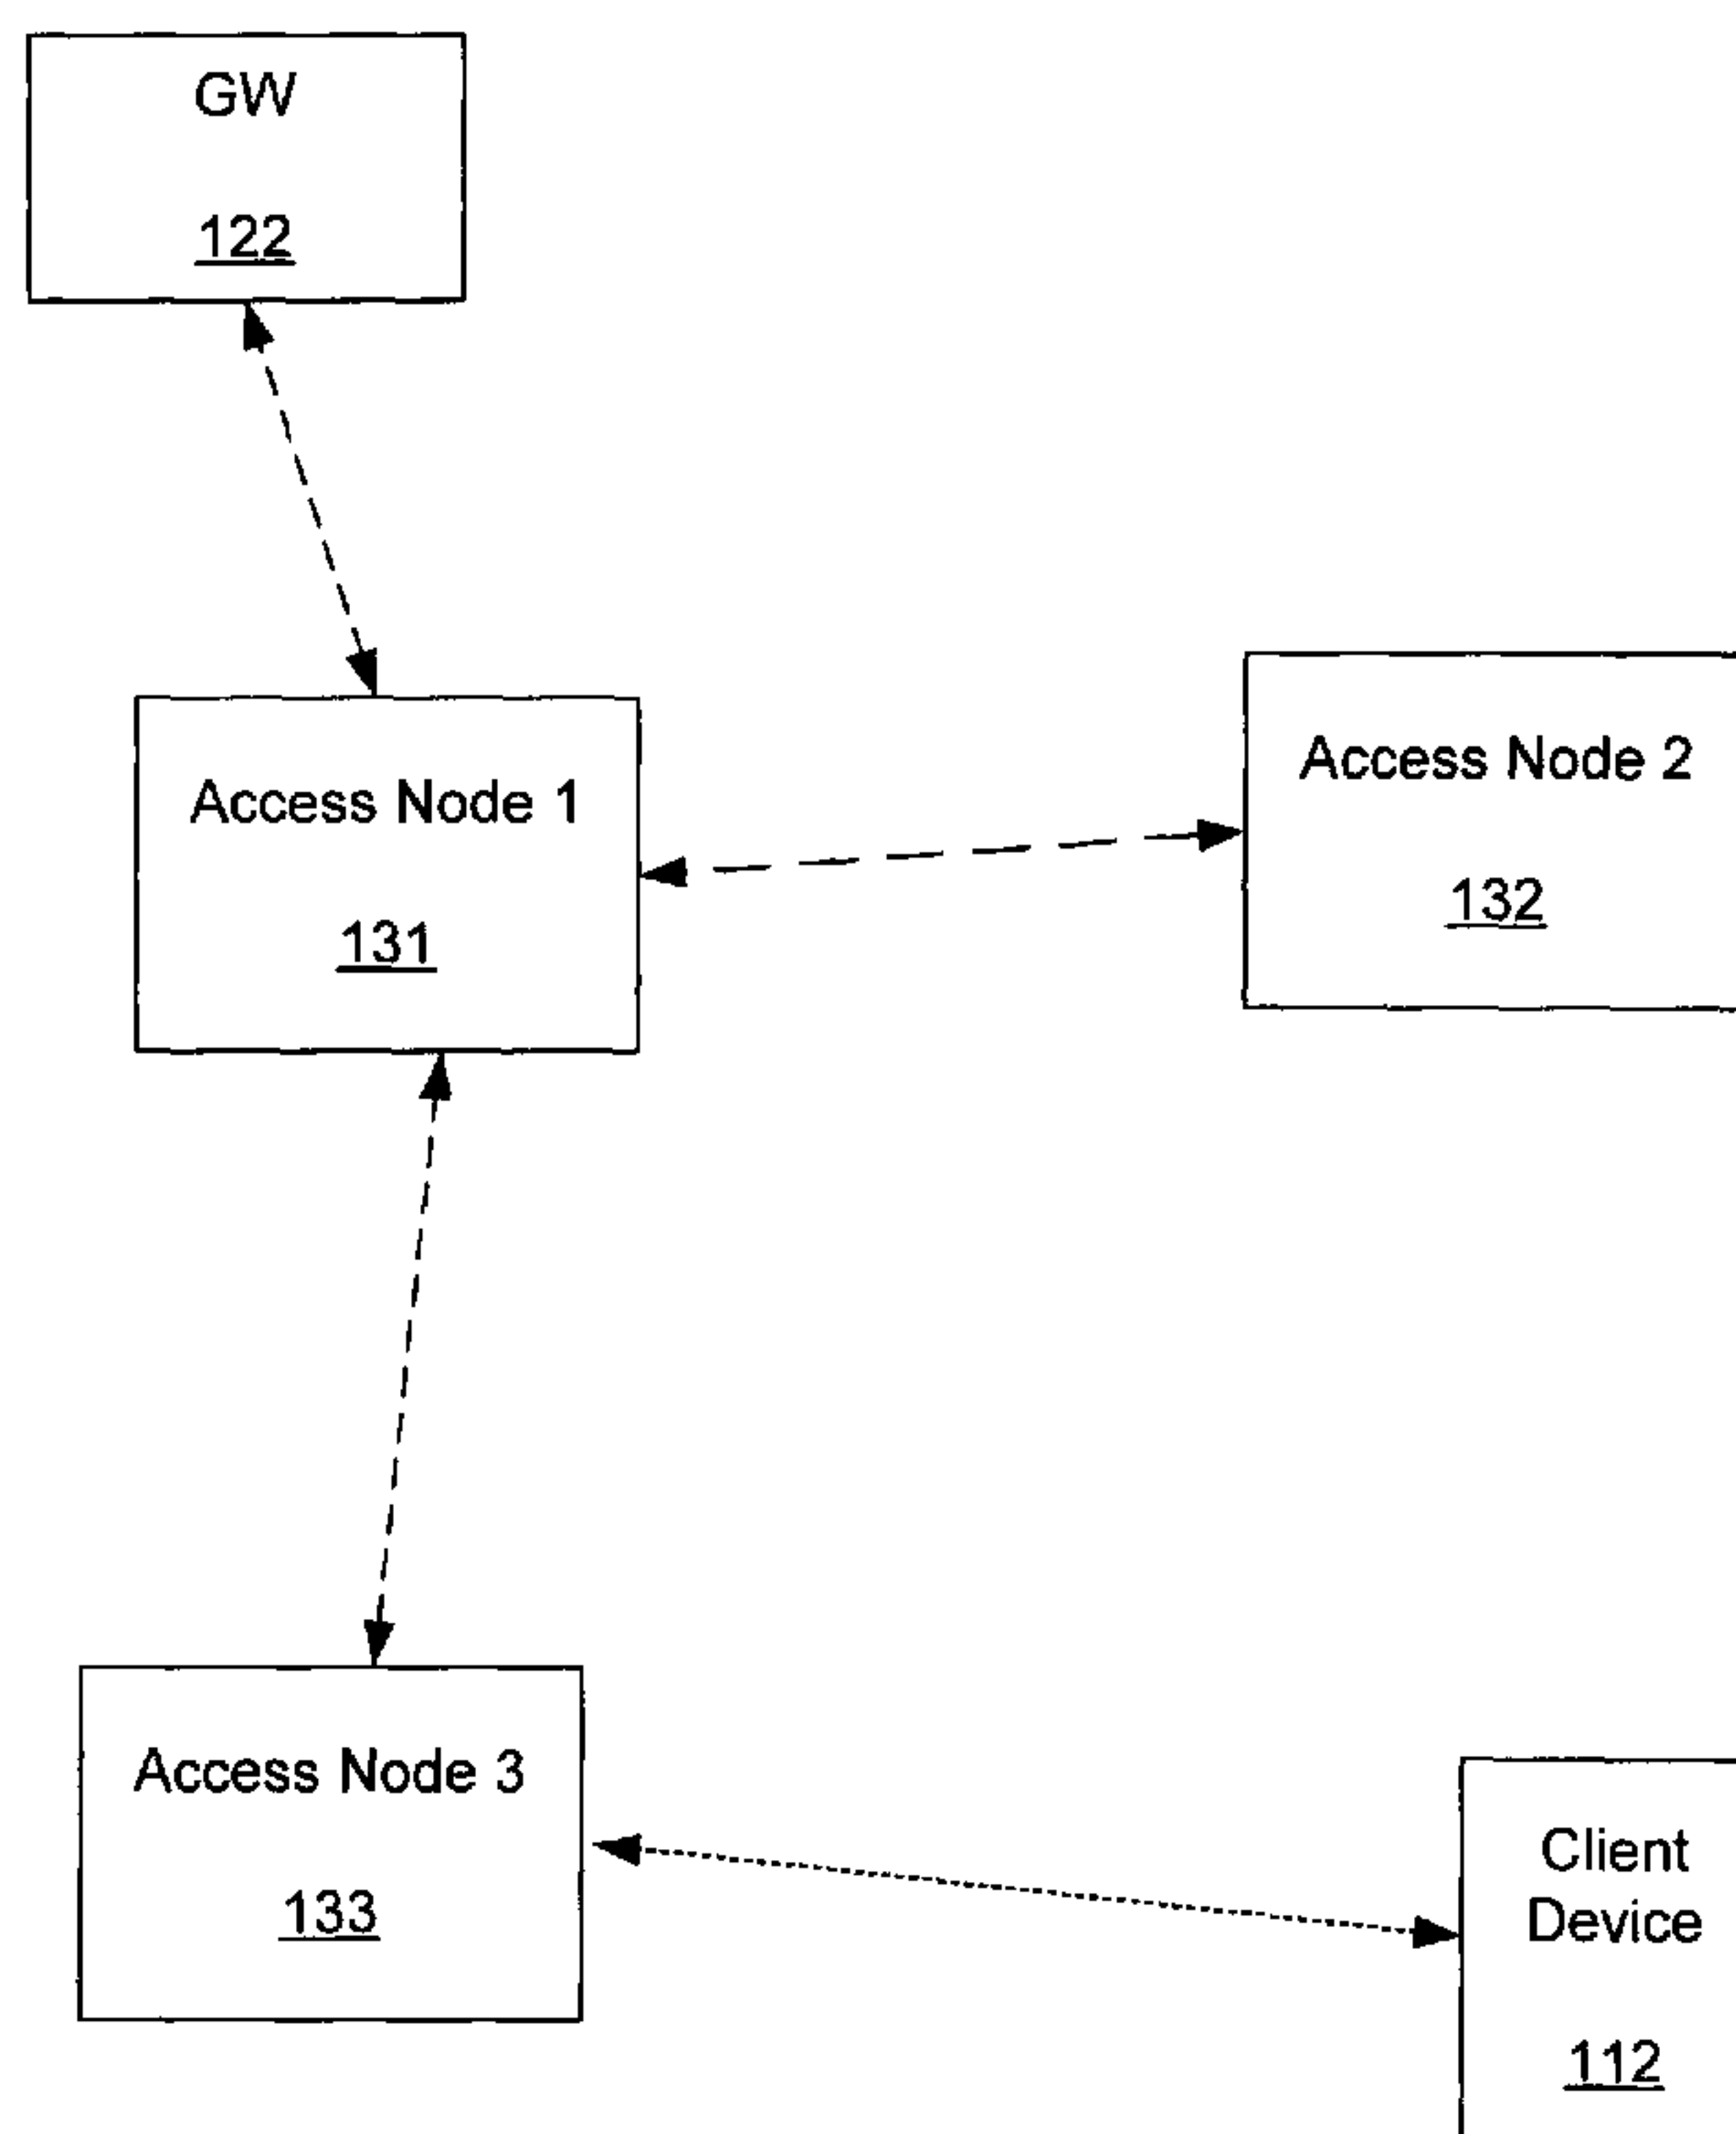 GW
122
Access Node 1
131
Access Node 2
132
Access Node 3
133
Client
Device
112